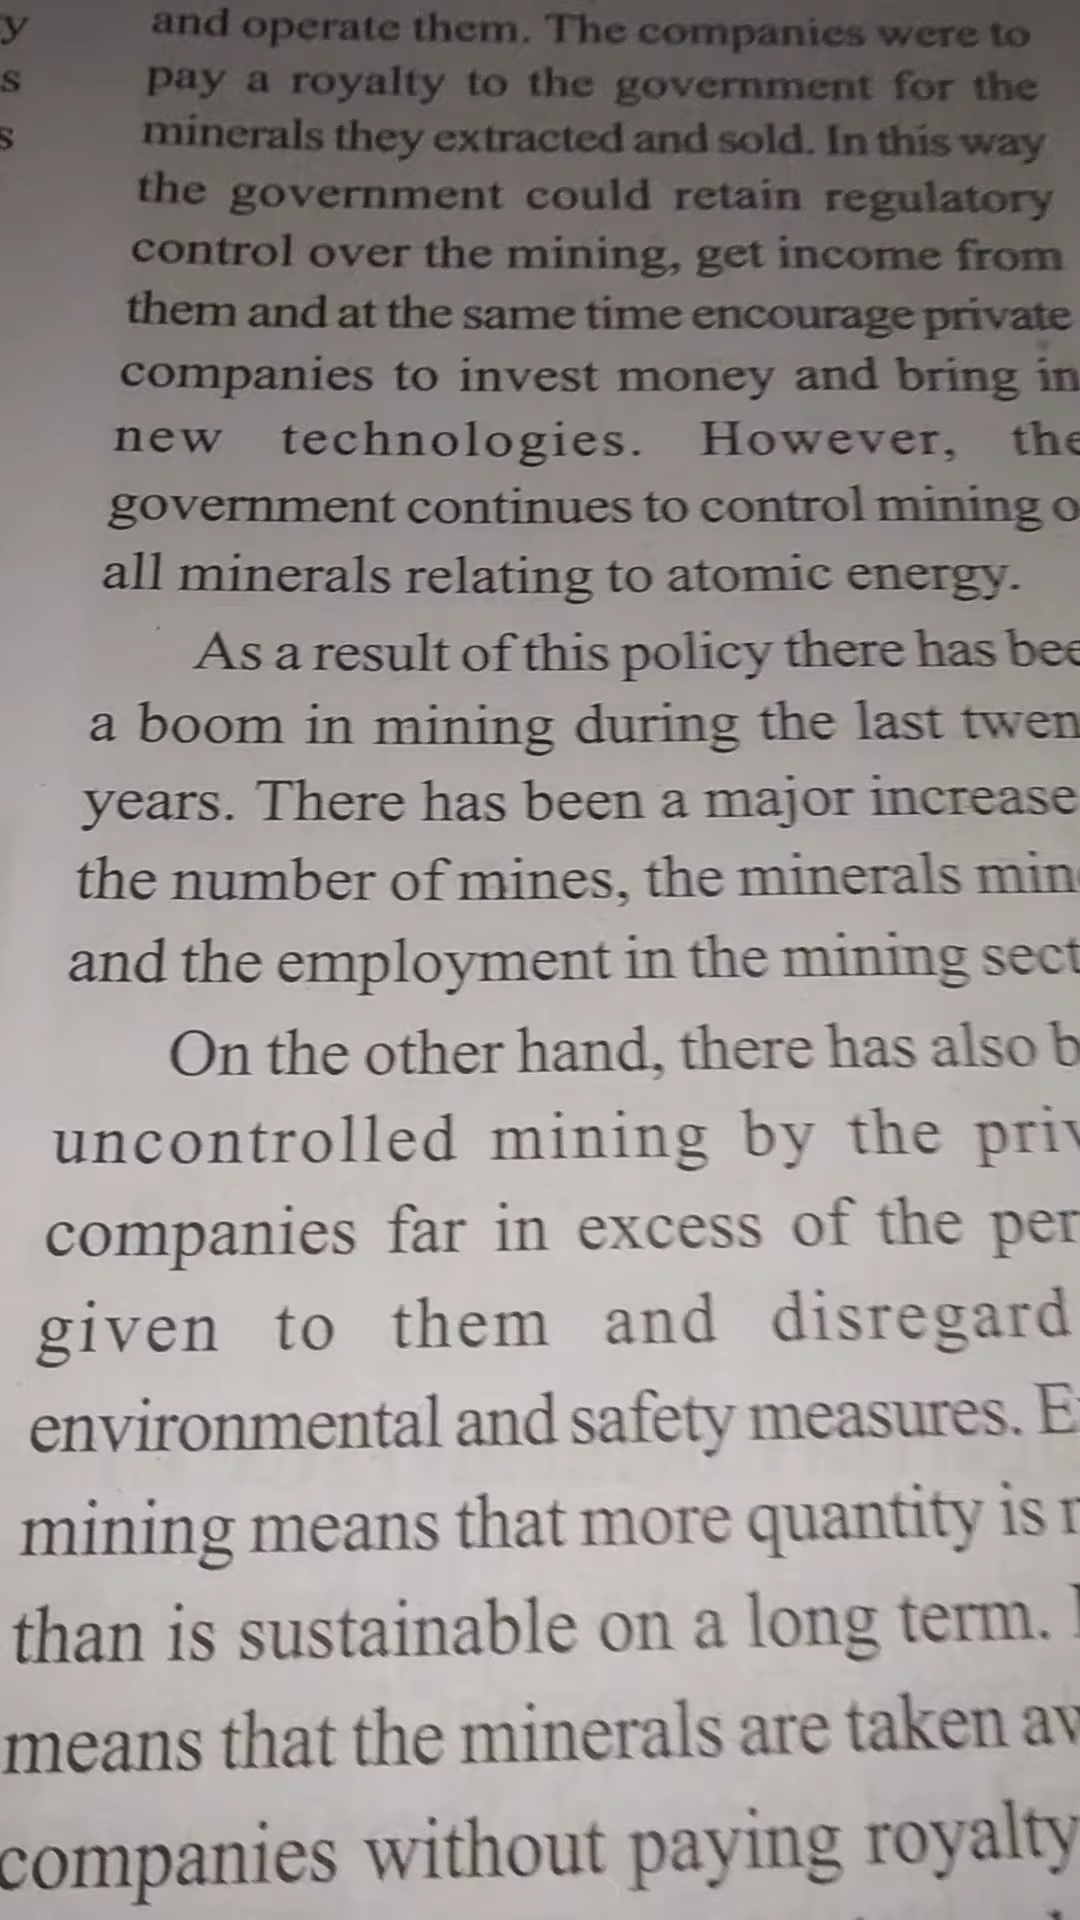 y
s
s
and operate them. The companies were to
pay a royalty to the government for the
minerals they extracted and sold. In this way
the government could retain regulatory
control over the mining, get income from
them and at the same time encourage private
companies to invest money and bring in
new technologies. However, the
government continues to control mining o
all minerals relating to atomic energy.
As a result of this policy there has bee
a boom in mining during the last twen
years. There has been a major increase
the number of mines, the minerals min
and the employment in the mining sect
On the other hand, there has also b
uncontrolled mining by the priv
companies far in excess of the per
given to them and disregard
environmental and safety measures. E
mining means that more quantity is
than is sustainable on a long term.
means that the minerals are taken aw
companies without paying royalty